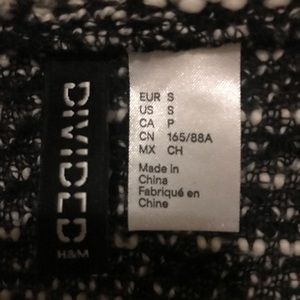 DIVIDED
H&M
EUR S
US S
CA P
CN 165/88A
MX CH
Made in
China
Fabriqué en
Chine